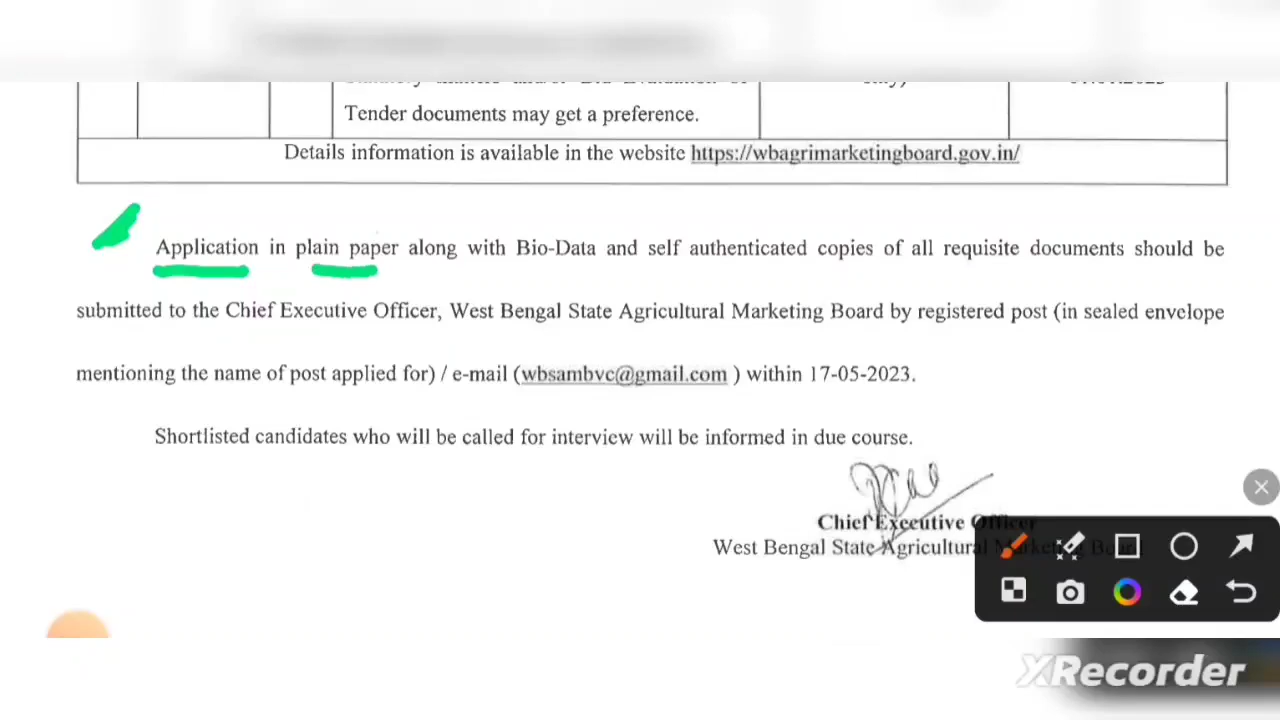 Tender documents may get a preference.
Details information is available in the website https://wbagrimarketingboard.gov.in/
Application in plain paper along with Bio-Data and self authenticated copies of all requisite documents should be
submitted to the Chief Executive Officer, West Bengal State Agricultural Marketing Board by registered post (in sealed envelope
mentioning the name of post applied for) / e-mail (wbsambvc@gmail.com ) within 17-05-2023.
Shortlisted candidates who will be called for interview will be informed in due course.
Chief Executive Officer
West Bengal State Agricultural Marketing Board
XRecorder